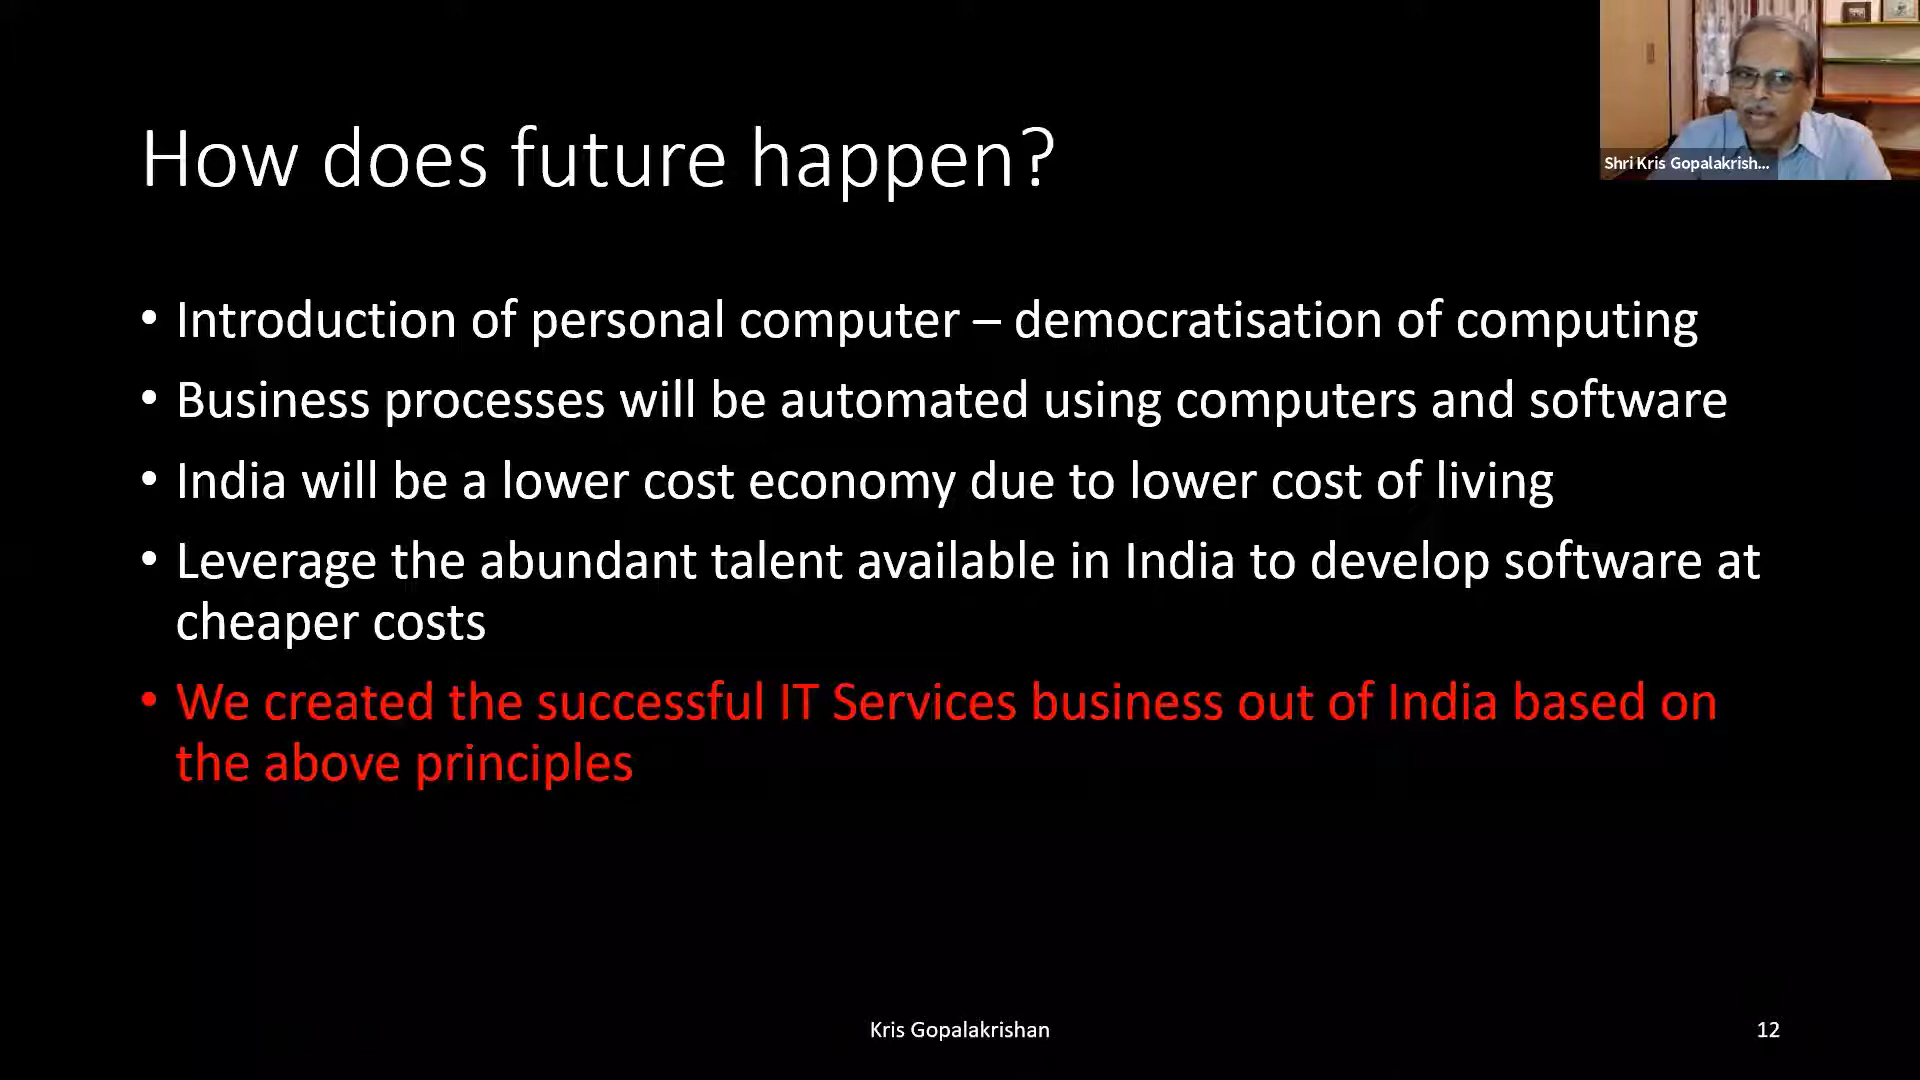 Shri Kris Gopalakrish...
How does future happen?
• Introduction of personal computer – democratisation of computing
• Business processes will be automated using computers and software
• India will be a lower cost economy due to lower cost of living
• Leverage the abundant talent available in India to develop software at
cheaper costs
• We created the successful IT Services business out of India based on
the above principles
Kris Gopalakrishan
12